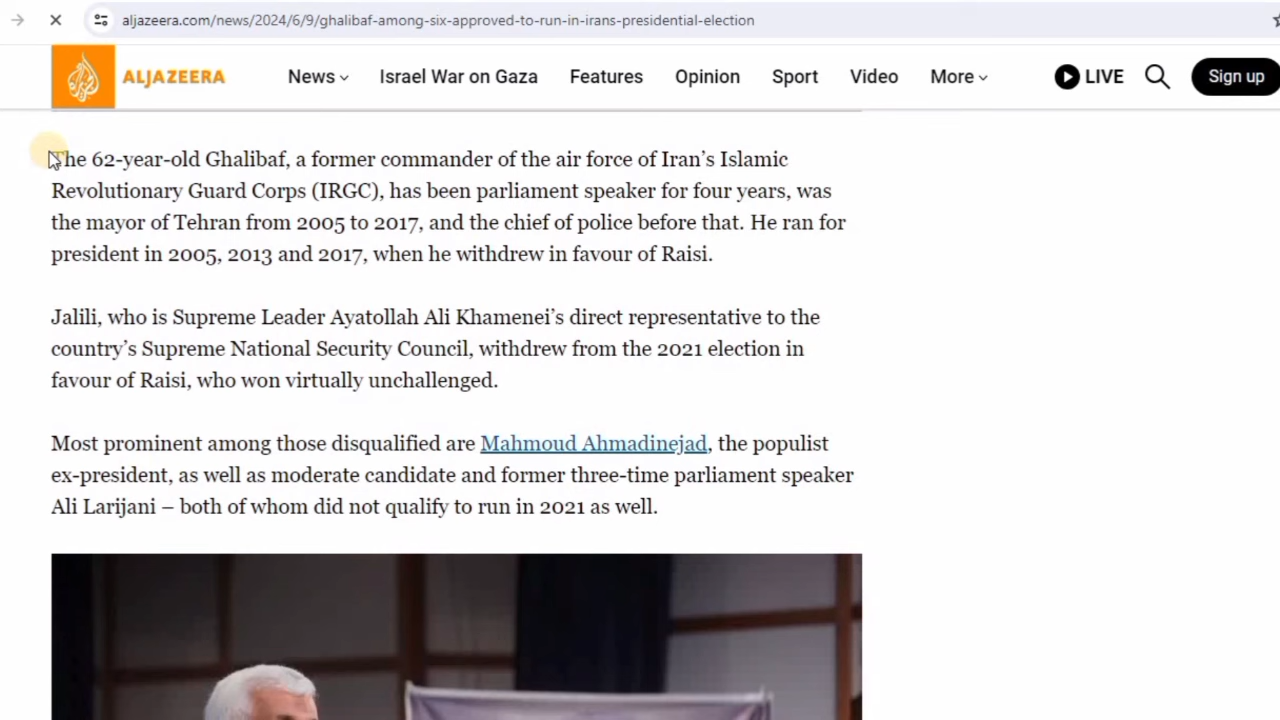 aljazeera.com/news/2024/6/9/ghalibaf-among-six-approved-to-run-in-irans-presidential-election
ALJAZEERA News Israel War on Gaza Features Opinion Sport Video More LIVE Sign up
The 62-year-old Ghalibaf, a former commander of the air force of Iran’s Islamic
Revolutionary Guard Corps (IRGC), has been parliament speaker for four years, was
the mayor of Tehran from 2005 to 2017, and the chief of police before that. He ran for
president in 2005, 2013 and 2017, when he withdrew in favour of Raisi.
Jalili, who is Supreme Leader Ayatollah Ali Khamenei’s direct representative to the
country’s Supreme National Security Council, withdrew from the 2021 election in
favour of Raisi, who won virtually unchallenged.
Most prominent among those disqualified are Mahmoud Ahmadinejad, the populist
ex-president, as well as moderate candidate and former three-time parliament speaker
Ali Larijani – both of whom did not qualify to run in 2021 as well.